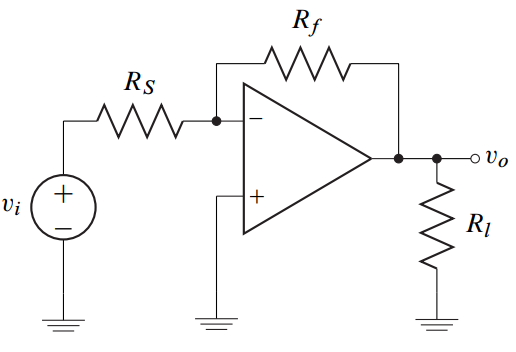 R_f
R_S
−
+
v_i
+
−
v_o
R_l